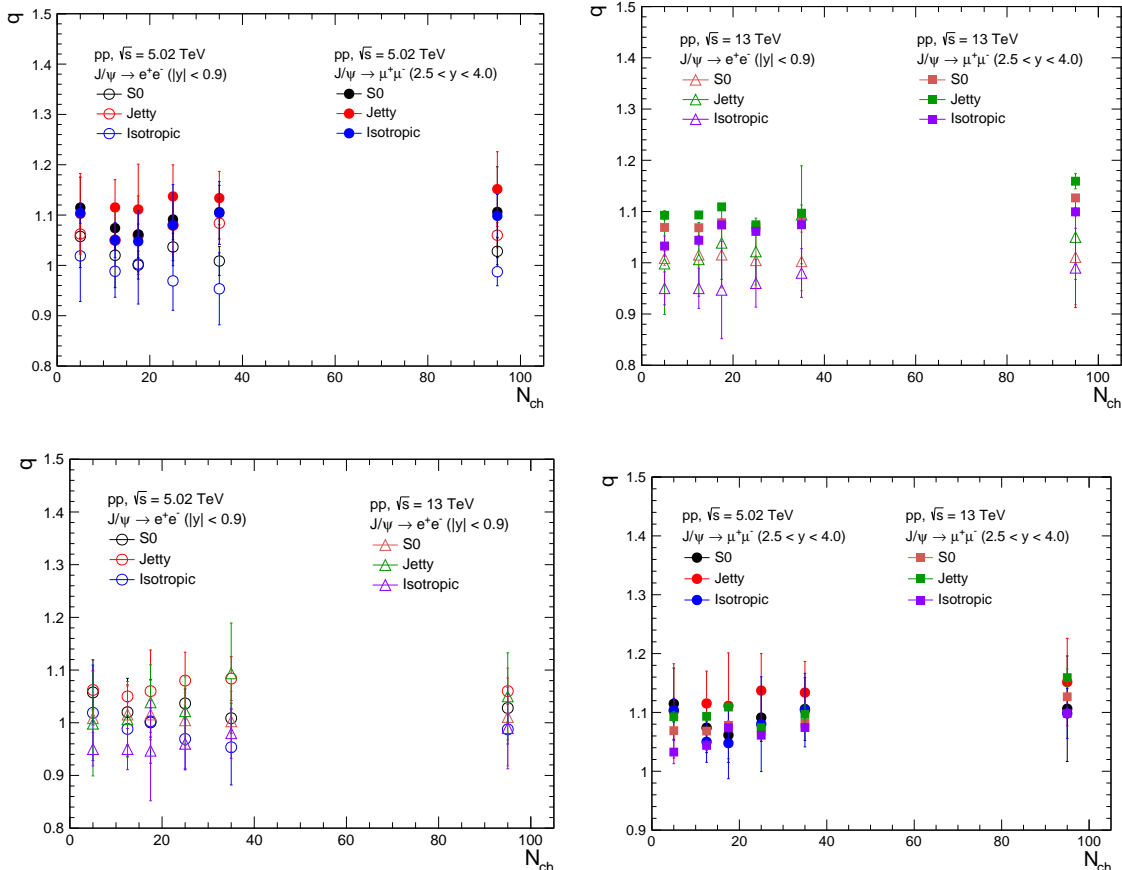 q
1.5
1.4
1.3
1.2
1.1
1
0.9
0.8
pp, √s = 5.02 TeV
J/ψ → e⁺e⁻ (|y| < 0.9)
S0
Jetty
Isotropic
pp, √s = 5.02 TeV
J/ψ → μ⁺μ⁻ (2.5 < y < 4.0)
S0
Jetty
Isotropic
0 20 40 60 80 100
N_ch
q
1.5
1.4
1.3
1.2
1.1
1
0.9
0.8
pp, √s = 13 TeV
J/ψ → e⁺e⁻ (|y| < 0.9)
S0
Jetty
Isotropic
pp, √s = 13 TeV
J/ψ → μ⁺μ⁻ (2.5 < y < 4.0)
S0
Jetty
Isotropic
0 20 40 60 80 100
N_ch
q
1.5
1.4
1.3
1.2
1.1
1
0.9
0.8
pp, √s = 5.02 TeV
J/ψ → e⁺e⁻ (|y| < 0.9)
S0
Jetty
Isotropic
pp, √s = 13 TeV
J/ψ → e⁺e⁻ (|y| < 0.9)
S0
Jetty
Isotropic
0 20 40 60 80 100
N_ch
q
1.5
1.4
1.3
1.2
1.1
1
0.9
pp, √s = 5.02 TeV
J/ψ → μ⁺μ⁻ (2.5 < y < 4.0)
S0
Jetty
Isotropic
pp, √s = 13 TeV
J/ψ → μ⁺μ⁻ (2.5 < y < 4.0)
S0
Jetty
Isotropic
0 20 40 60 80 100
N_ch